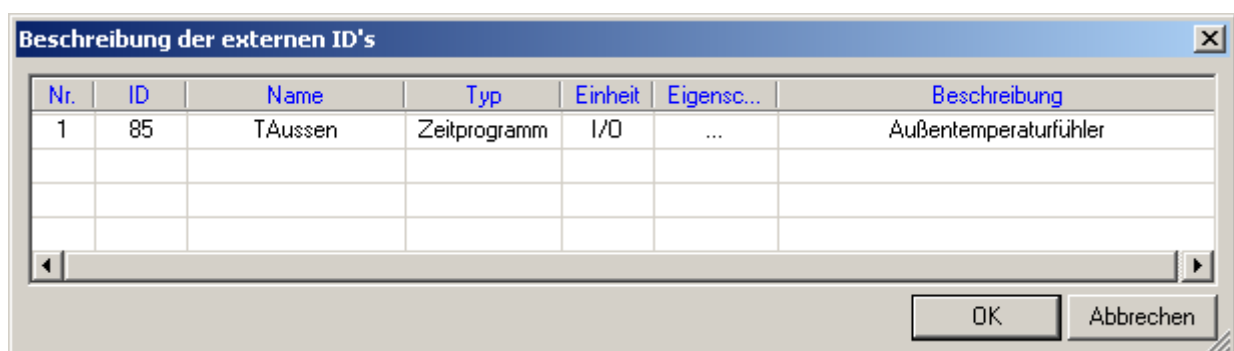 Beschreibung der externen ID's
Nr. ID Name Typ Einheit Eigensc... Beschreibung
1 85 TAussen Zeitprogramm I/O ... Außentemperaturfühler
OK Abbrechen